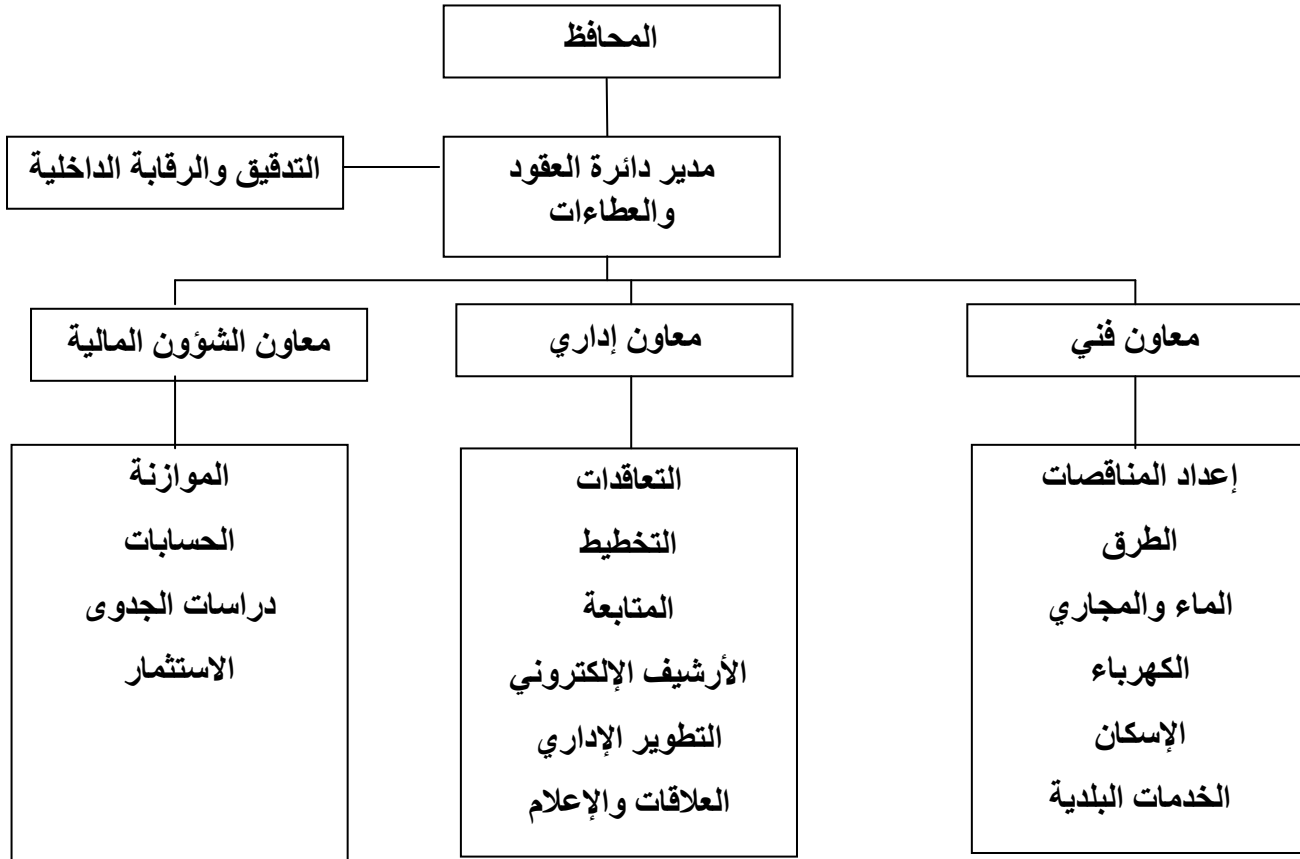 المحافظ
مدير دائرة العقود
والعطاءات
التدقيق والرقابة الداخلية
معاون فني
معاون إداري
معاون الشؤون المالية
إعداد المناقصات
الطرق
الماء والمجاري
الكهرباء
الإسكان
الخدمات البلدية
التعاقدات
التخطيط
المتابعة
الأرشيف الإلكتروني
التطوير الإداري
العلاقات والإعلام
الموازنة
الحسابات
دراسات الجدوى
الاستثمار